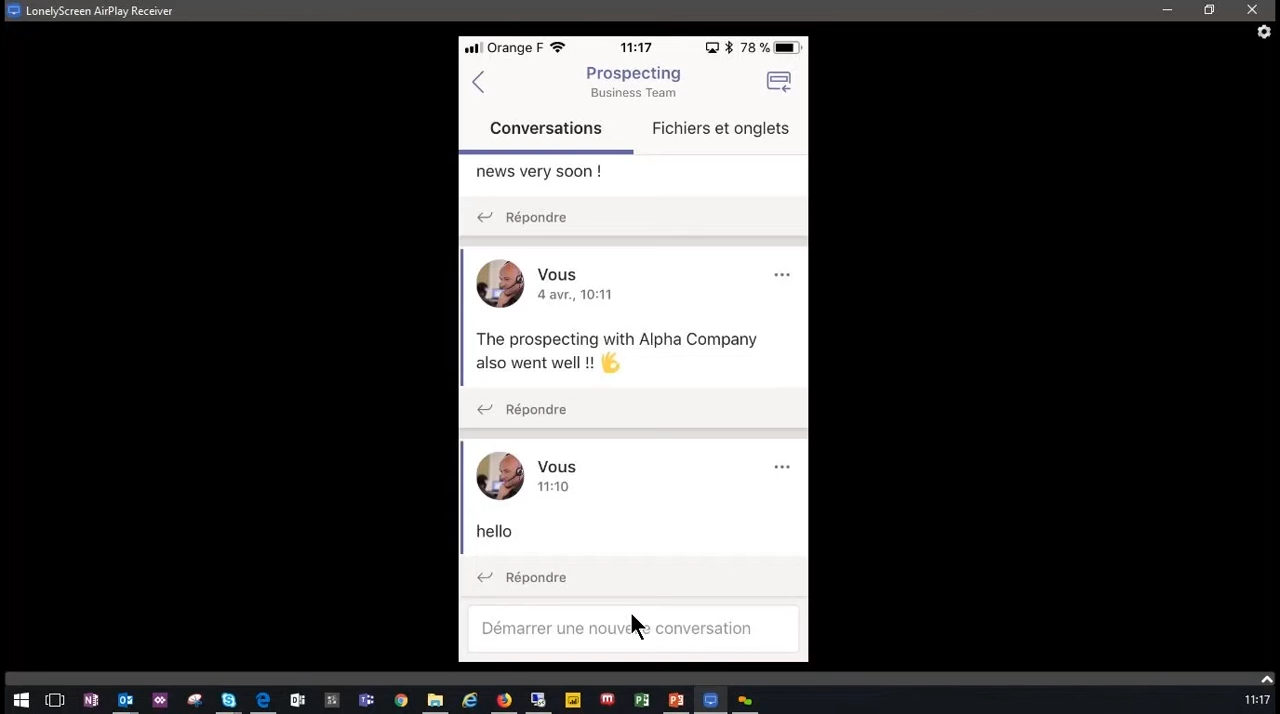 LonelyScreen AirPlay Receiver
Orange F 11:17 78 %
Prospecting
Business Team
Conversations Fichiers et onglets
news very soon !
Répondre
Vous
4 avr., 10:11
The prospecting with Alpha Company
also went well !! 👌
Répondre
Vous
11:10
hello
Répondre
Démarrer une nouvelle conversation
11:17